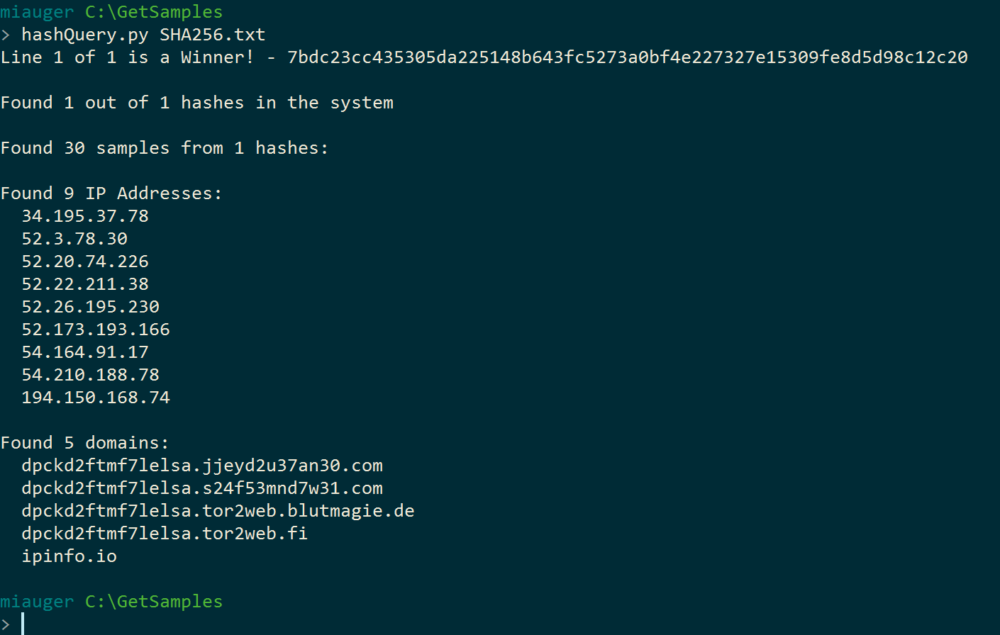 miauger C:\GetSamples
> hashQuery.py SHA256.txt
Line 1 of 1 is a Winner! - 7bdc23cc435305da225148b643fc5273a0bf4e227327e15309fe8d5d98c12c20
Found 1 out of 1 hashes in the system
Found 30 samples from 1 hashes:
Found 9 IP Addresses:
34.195.37.78
52.3.78.30
52.20.74.226
52.22.211.38
52.26.195.230
52.173.193.166
54.164.91.17
54.210.188.78
194.150.168.74
Found 5 domains:
dpckd2ftmf7lelsa.jjeyd2u37an30.com
dpckd2ftmf7lelsa.s24f53mnd7w31.com
dpckd2ftmf7lelsa.tor2web.blutmagie.de
dpckd2ftmf7lelsa.tor2web.fi
ipinfo.io
miauger C:\GetSamples
>